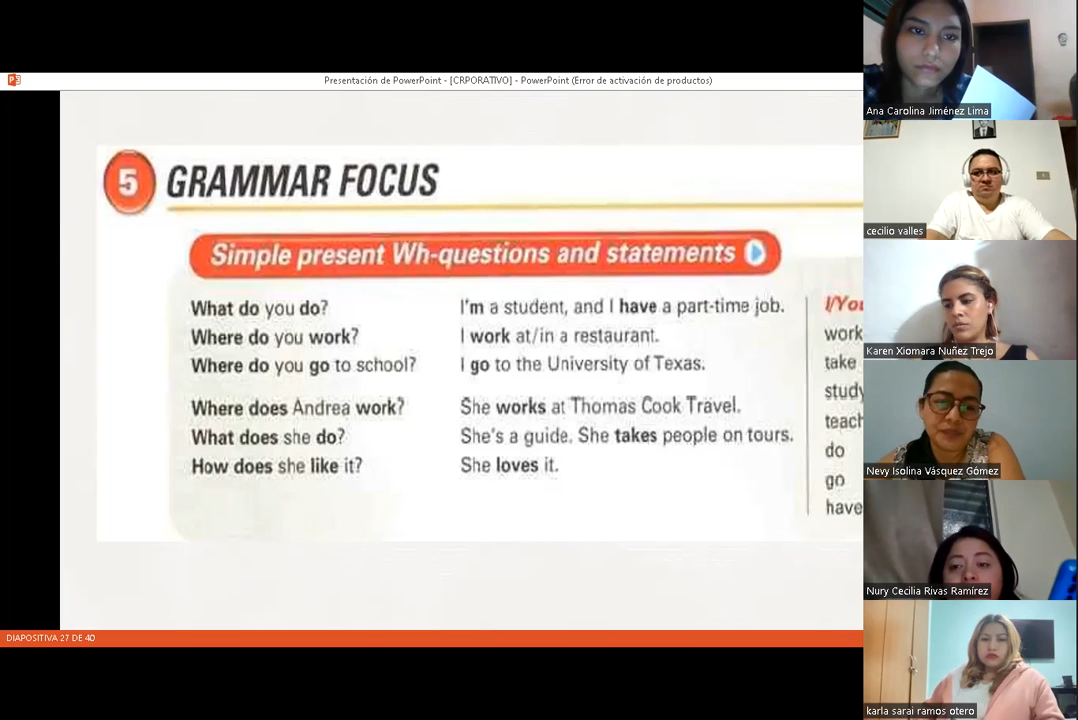 Presentación de PowerPoint - [CRPORATIVO] - PowerPoint (Error de activación de productos)
5 GRAMMAR FOCUS
Simple present Wh-questions and statements
What do you do? I'm a student, and I have a part-time job. I/You
Where do you work? I work at/in a restaurant. work
Where do you go to school? I go to the University of Texas. take
study
Where does Andrea work? She works at Thomas Cook Travel. teach
What does she do? She's a guide. She takes people on tours. do
How does she like it? She loves it. go
have
DIAPOSITIVA 27 DE 40
Ana Carolina Jiménez Lima
cecilio valles
Karen Xiomara Nuñez Trejo
Nevy Isolina Vásquez Gómez
Nury Cecilia Rivas Ramírez
karla sarai ramos otero